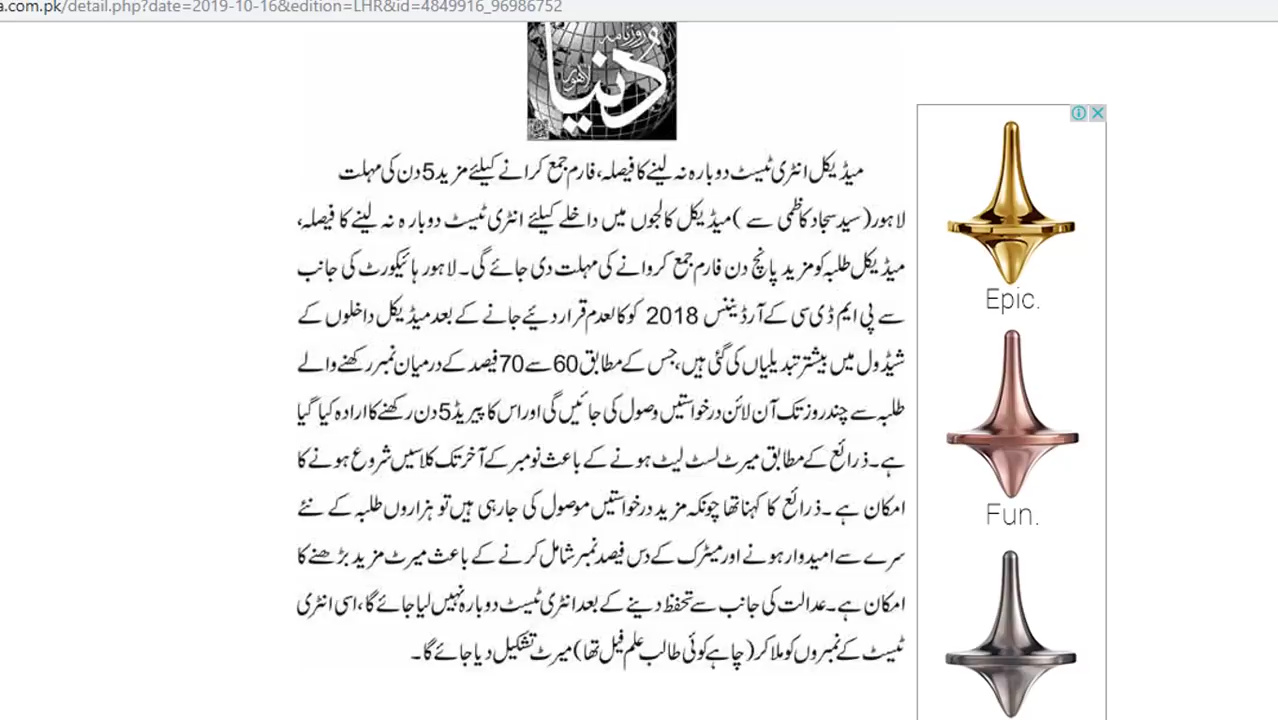 a.com.pk/detail.php?date=2019-10-16&edition=LHR&id=4849916_96986752
روزنامہ
دُنیا
لاہور
میڈیکل انٹری ٹیسٹ دوبارہ نہ لینے کا فیصلہ، فارم جمع کرانے کیلئے مزید 5 دن کی مہلت
لاہور(سید سجاد کاظمی سے )میڈیکل کالجوں میں داخلے کیلئے انٹری ٹیسٹ دوبارہ نہ لینے کا فیصلہ،
میڈیکل طلبہ کو مزید پانچ دن فارم جمع کروانے کی مہلت دی جائے گی۔ لاہور ہائیکورٹ کی جانب
سے پی ایم ڈی سی کے آرڈیننس 2018 کو کالعدم قرار دیئے جانے کے بعد میڈیکل داخلوں کے
شیڈول میں بیشتر تبدیلیاں کی گئی ہیں، جس کے مطابق 60 سے 70 فیصد کے درمیان نمبر رکھنے والے
طلبہ سے چند روز تک آن لائن درخواستیں وصول کی جائیں گی اور اس کا پیریڈ 5 دن رکھنے کا ارادہ کیا گیا
ہے۔ ذرائع کے مطابق میرٹ لسٹ لیٹ ہونے کے باعث نومبر کے آخر تک کلاسیں شروع ہونے کا
امکان ہے ۔ ذرائع کا کہنا تھا چونکہ مزید درخواستیں موصول کی جارہی ہیں تو ہزاروں طلبہ کے نئے
سرے سے امیدوار ہونے اور میٹرک کے دس فیصد نمبر شامل کرنے کے باعث میرٹ مزید بڑھنے کا
امکان ہے۔ عدالت کی جانب سے تحفظ دینے کے بعد انٹری ٹیسٹ دوبارہ نہیں لیا جائے گا، اسی انٹری
ٹیسٹ کے نمبروں کو ملا کر (چاہے کوئی طالب علم فیل تھا) میرٹ تشکیل دیا جائے گا ۔
Epic.
Fun.